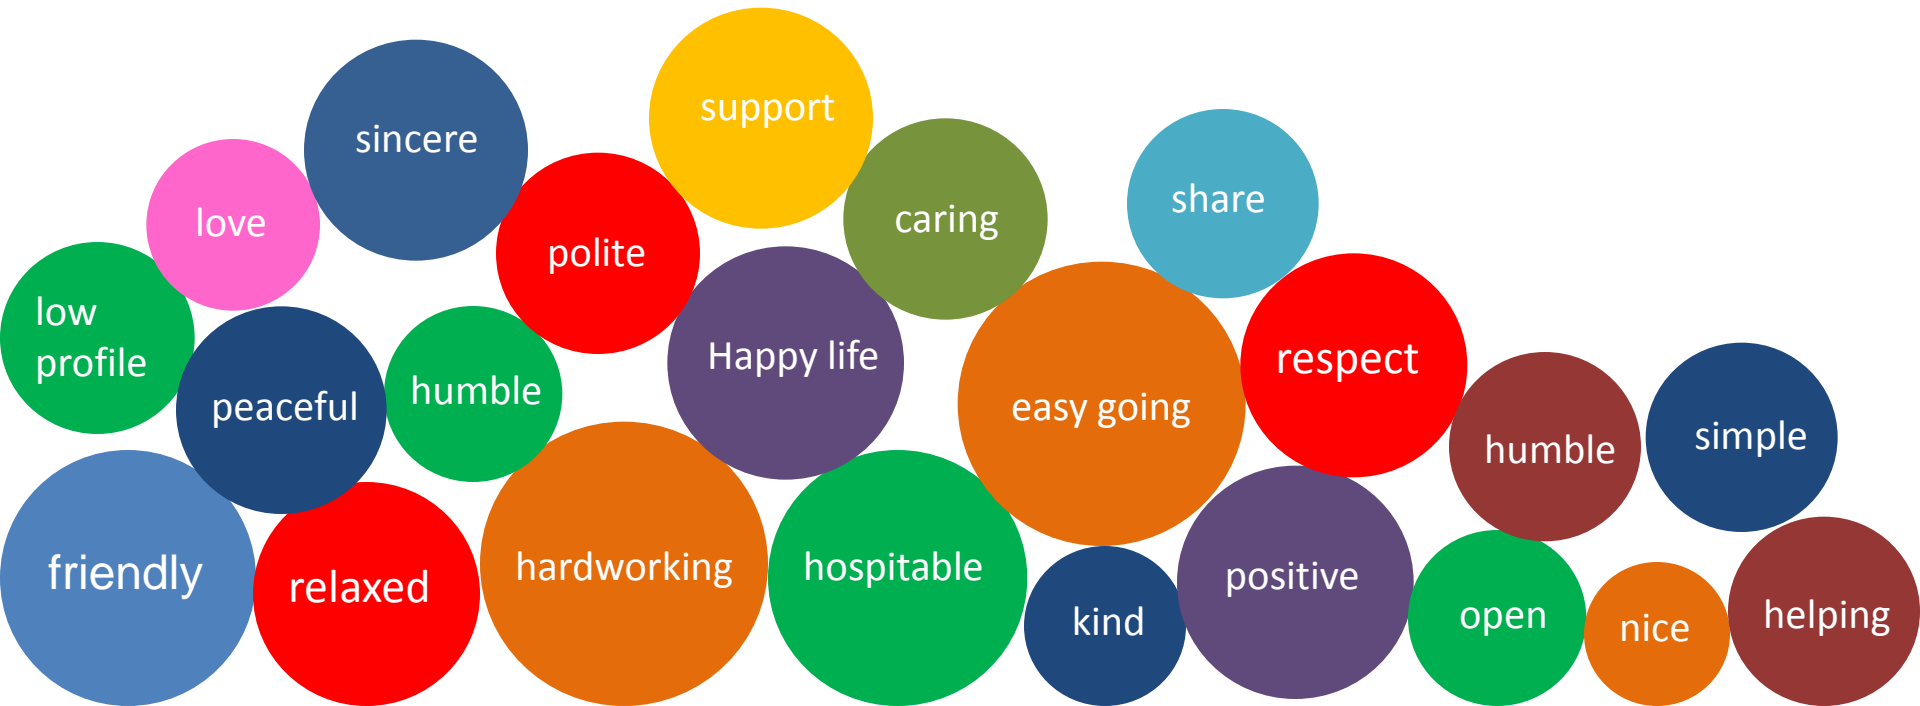 support
sincere
share
love
caring
polite
low
profile
Happy life
respect
humble
peaceful
easy going
simple
humble
friendly
relaxed
hardworking
hospitable
positive
kind
open
nice
helping